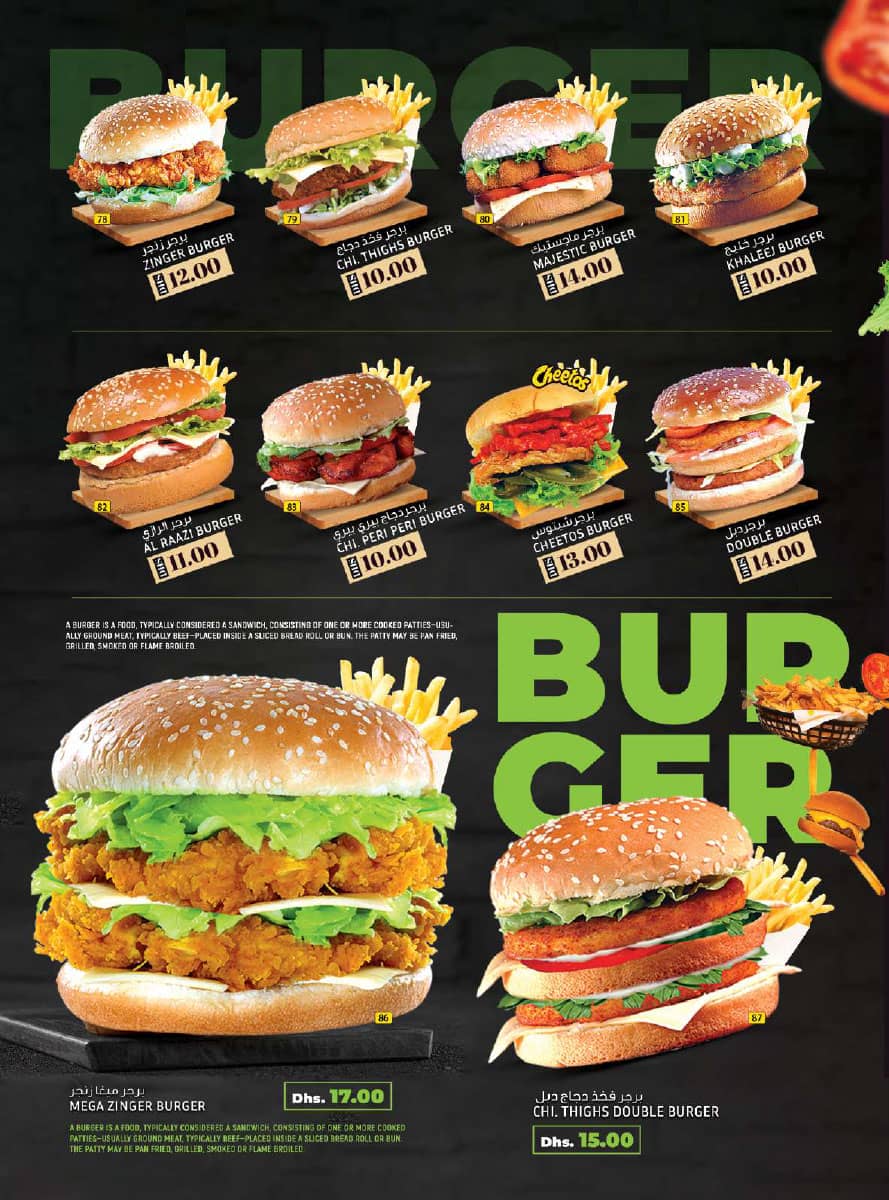 BURGER
78
برجر زنجر
ZINGER BURGER
DHS 12.00
79
برجر فخذ دجاج
CHI. THIGHS BURGER
DHS 10.00
80
برجر ماجستيك
MAJESTIC BURGER
DHS 14.00
81
برجر خليج
KHALEEJ BURGER
DHS 10.00
82
برجر الرازي
AL RAAZI BURGER
DHS 11.00
83
برجر دجاج بيري بيري
CHI. PERI PERI BURGER
DHS 10.00
Cheetos
84
برجر شيتوس
CHEETOS BURGER
DHS 13.00
85
برجر دبل
DOUBLE BURGER
DHS 14.00
A BURGER IS A FOOD, TYPICALLY CONSIDERED A SANDWICH, CONSISTING OF ONE OR MORE COOKED PATTIES–USU-
ALLY GROUND MEAT, TYPICALLY BEEF–PLACED INSIDE A SLICED BREAD ROLL OR BUN. THE PATTY MAY BE PAN FRIED,
GRILLED, SMOKED OR FLAME BROILED.
BUR
GER
86
برجر ميغا زنجر
MEGA ZINGER BURGER
Dhs. 17.00
A BURGER IS A FOOD, TYPICALLY CONSIDERED A SANDWICH, CONSISTING OF ONE OR MORE COOKED
PATTIES–USUALLY GROUND MEAT, TYPICALLY BEEF–PLACED INSIDE A SLICED BREAD ROLL OR BUN.
THE PATTY MAY BE PAN FRIED, GRILLED, SMOKED OR FLAME BROILED.
87
برجر فخذ دجاج دبل
CHI. THIGHS DOUBLE BURGER
Dhs. 15.00